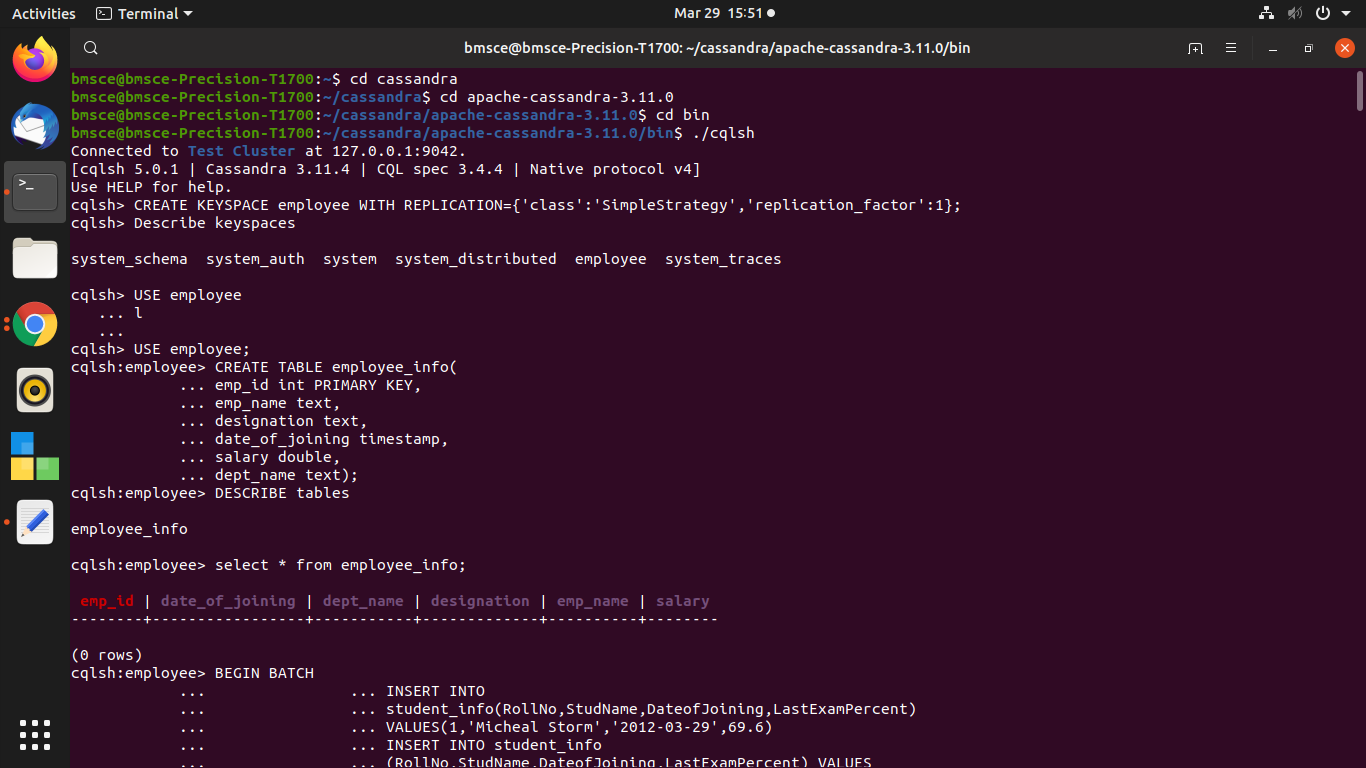 Activities Terminal Mar 29 15:51
bmsce@bmsce-Precision-T1700: ~/cassandra/apache-cassandra-3.11.0/bin
bmsce@bmsce-Precision-T1700:~$ cd cassandra
bmsce@bmsce-Precision-T1700:~/cassandra$ cd apache-cassandra-3.11.0
bmsce@bmsce-Precision-T1700:~/cassandra/apache-cassandra-3.11.0$ cd bin
bmsce@bmsce-Precision-T1700:~/cassandra/apache-cassandra-3.11.0/bin$ ./cqlsh
Connected to Test Cluster at 127.0.0.1:9042.
[cqlsh 5.0.1 | Cassandra 3.11.4 | CQL spec 3.4.4 | Native protocol v4]
Use HELP for help.
cqlsh> CREATE KEYSPACE employee WITH REPLICATION={'class':'SimpleStrategy','replication_factor':1};
cqlsh> Describe keyspaces
system_schema  system_auth  system  system_distributed  employee  system_traces
cqlsh> USE employee
   ... l
   ...
cqlsh> USE employee;
cqlsh:employee> CREATE TABLE employee_info(
            ... emp_id int PRIMARY KEY,
            ... emp_name text,
            ... designation text,
            ... date_of_joining timestamp,
            ... salary double,
            ... dept_name text);
cqlsh:employee> DESCRIBE tables
employee_info
cqlsh:employee> select * from employee_info;
 emp_id | date_of_joining | dept_name | designation | emp_name | salary
--------+-----------------+-----------+-------------+----------+--------
(0 rows)
cqlsh:employee> BEGIN BATCH
            ...                ... INSERT INTO
            ...                ... student_info(RollNo,StudName,DateofJoining,LastExamPercent)
            ...                ... VALUES(1,'Micheal Storm','2012-03-29',69.6)
            ...                ... INSERT INTO student_info
            ...                ... (RollNo,StudName,DateofJoining,LastExamPercent) VALUES